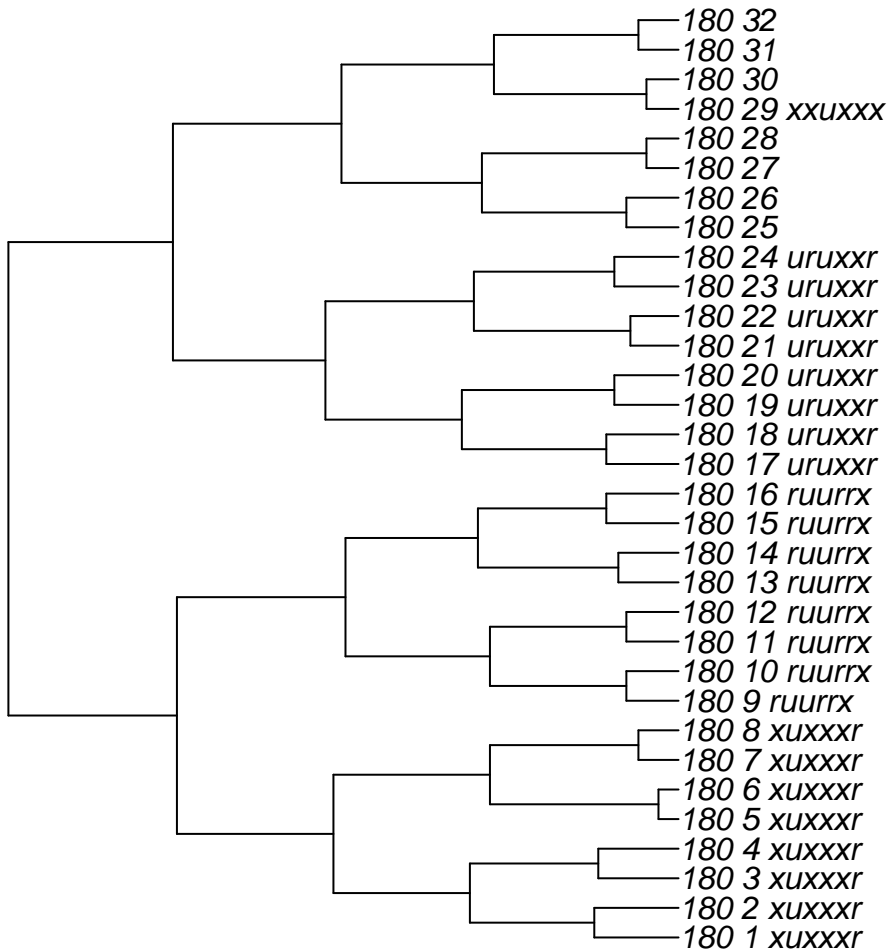 180 32
180 31
180 30
180 29 xxuxxx
180 28
180 27
180 26
180 25
180 24 uruxxr
180 23 uruxxr
180 22 uruxxr
180 21 uruxxr
180 20 uruxxr
180 19 uruxxr
180 18 uruxxr
180 17 uruxxr
180 16 ruurrx
180 15 ruurrx
180 14 ruurrx
180 13 ruurrx
180 12 ruurrx
180 11 ruurrx
180 10 ruurrx
180 9 ruurrx
180 8 xuxxxr
180 7 xuxxxr
180 6 xuxxxr
180 5 xuxxxr
180 4 xuxxxr
180 3 xuxxxr
180 2 xuxxxr
180 1 xuxxxr